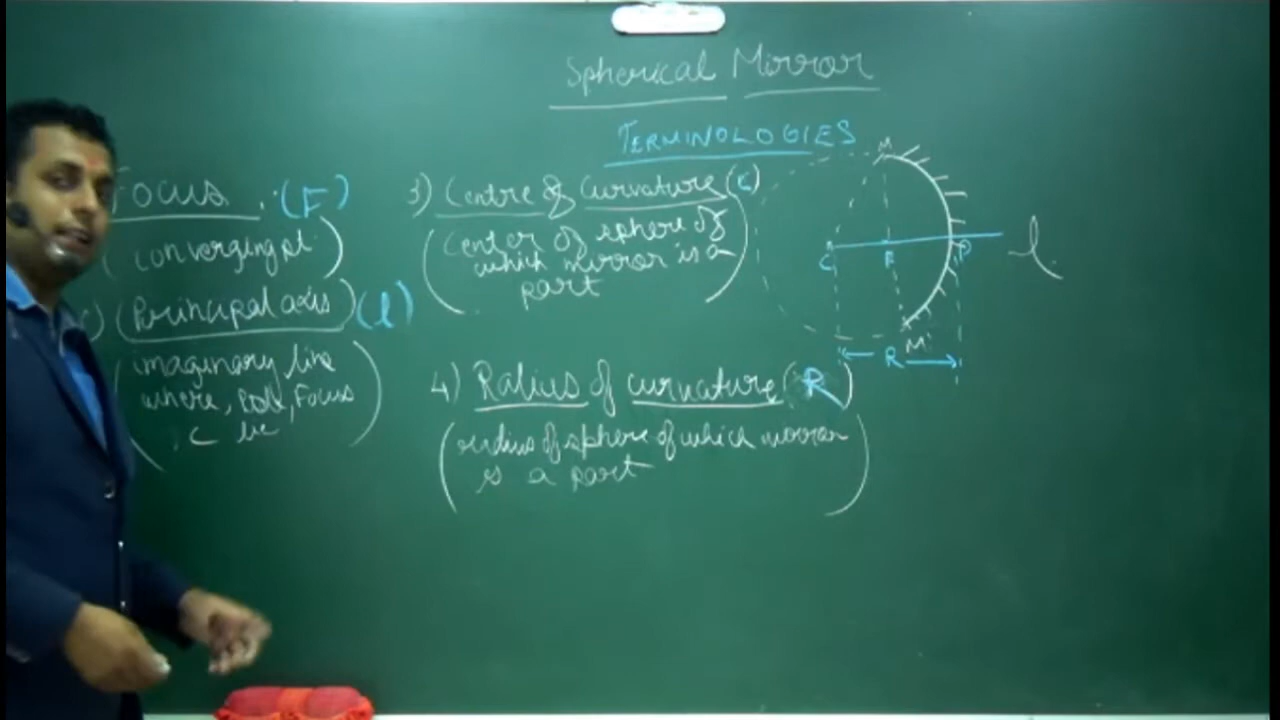 Spherical Mirror
TERMINOLOGIES
Focus (F)
(converging pt.)
(Principal axis) (l)
(imaginary line
where, Pole, Focus
C lie)
3) Centre of Curvature (C)
(center of sphere of
which mirror is a
part)
4) Radius of curvature (R)
(radius of sphere of which mirror
is a part)
M
C F P l
M'
R